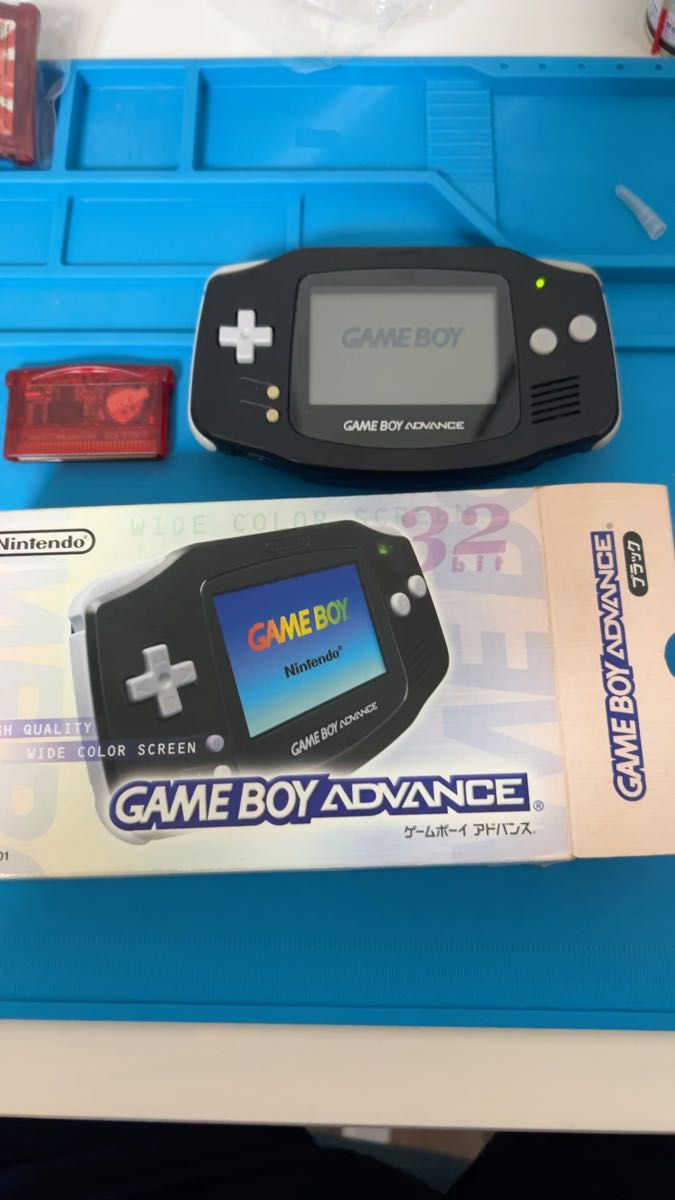 GAME BOY
GAME BOY ADVANCE
Nintendo®
WIDE COLOR SCREEN
32
bit
GAME BOY
Nintendo®
GAME BOY ADVANCE
GH QUALITY
WIDE COLOR SCREEN
GAME BOY ADVANCE®
ゲームボーイ アドバンス®
01
GAME BOY ADVANCE®
ブラック